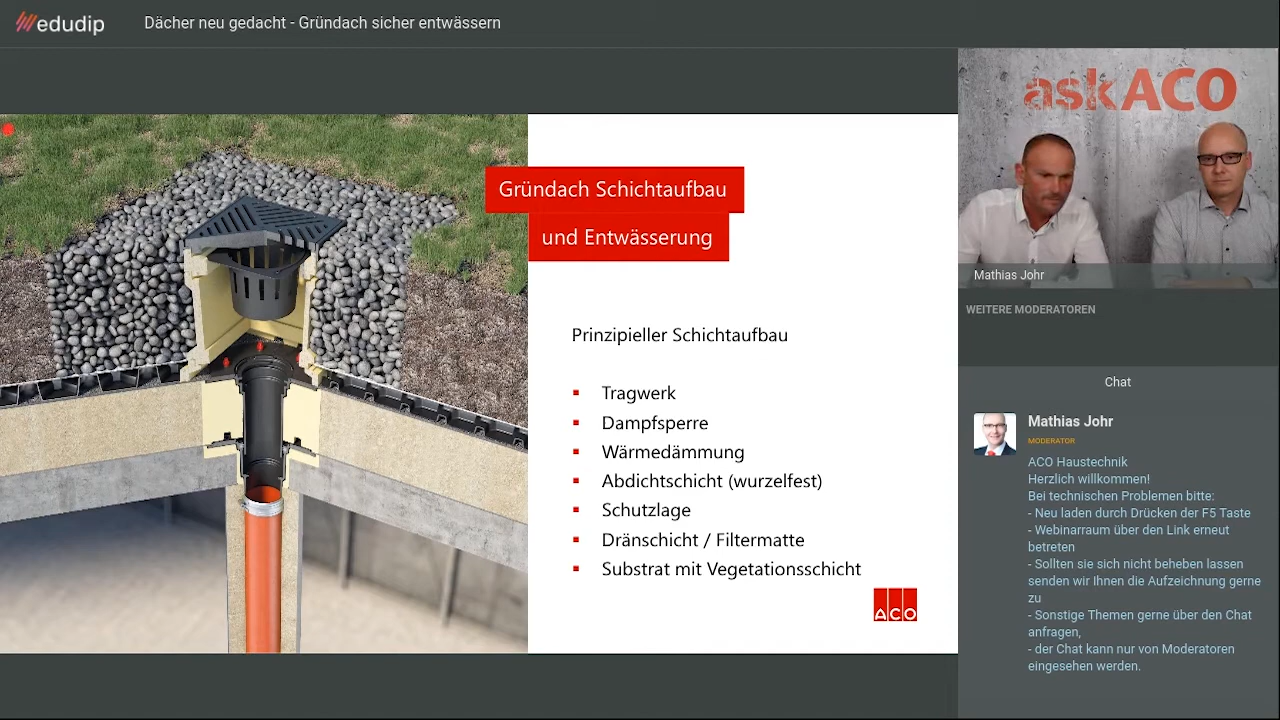 edudip
Dächer neu gedacht - Gründach sicher entwässern
askACO
Mathias Johr
WEITERE MODERATOREN
Gründach Schichtaufbau
und Entwässerung
Prinzipieller Schichtaufbau
▪ Tragwerk
▪ Dampfsperre
▪ Wärmedämmung
▪ Abdichtschicht (wurzelfest)
▪ Schutzlage
▪ Dränschicht / Filtermatte
▪ Substrat mit Vegetationsschicht
ACO
Chat
Mathias Johr
MODERATOR
ACO Haustechnik
Herzlich willkommen!
Bei technischen Problemen bitte:
- Neu laden durch Drücken der F5 Taste
- Webinarraum über den Link erneut
betreten
- Sollten sie sich nicht beheben lassen
senden wir Ihnen die Aufzeichnung gerne
zu
- Sonstige Themen gerne über den Chat
anfragen,
- der Chat kann nur von Moderatoren
eingesehen werden.